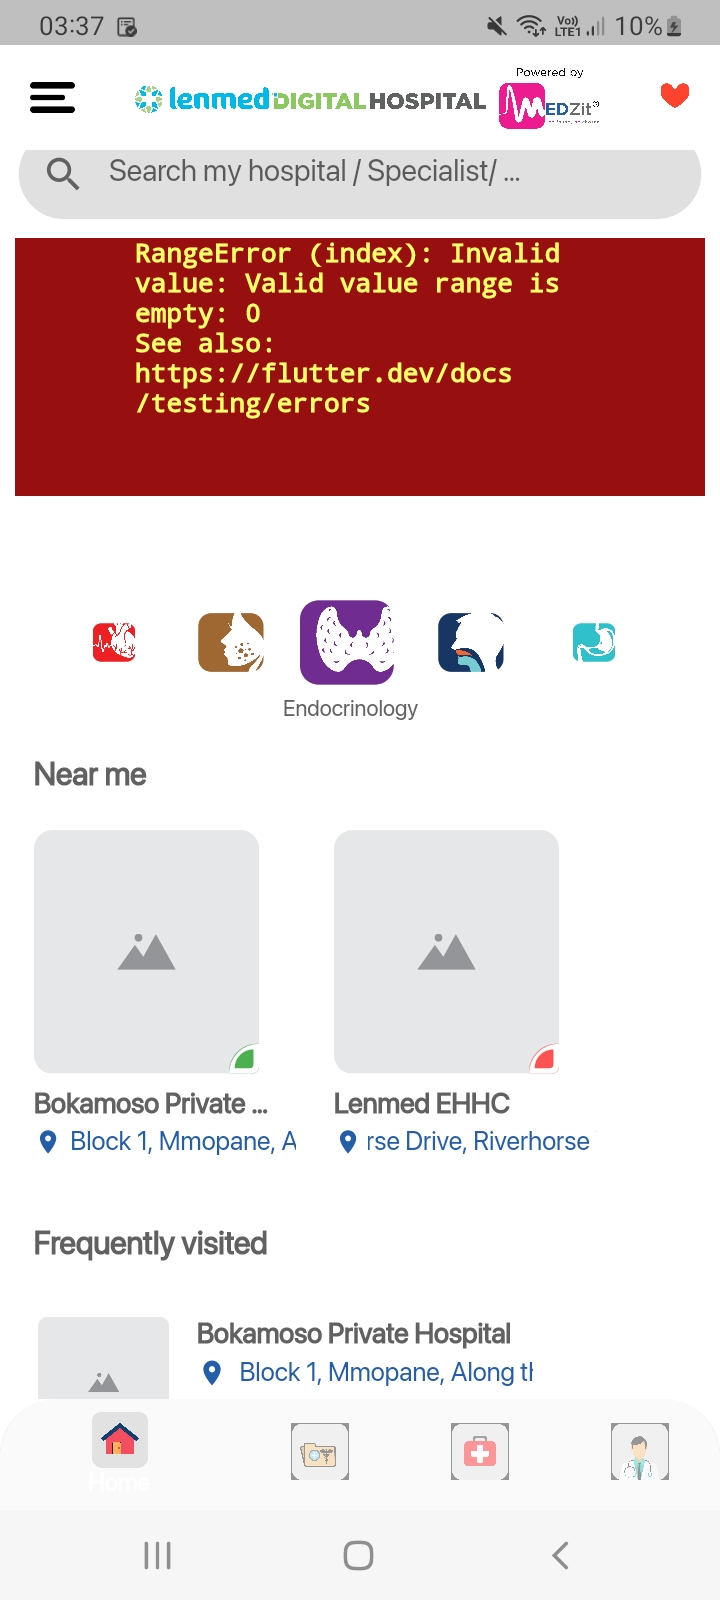 03:37
Vo)) LTE1 10%
Powered by
lenmed DIGITAL HOSPITAL MEDZit®
Search my hospital / Specialist/ ...
RangeError (index): Invalid
value: Valid value range is
empty: 0
See also:
https://flutter.dev/docs
/testing/errors
Endocrinology
Near me
Bokamoso Private ...
Lenmed EHHC
Block 1, Mmopane, A
rse Drive, Riverhorse
Frequently visited
Bokamoso Private Hospital
Block 1, Mmopane, Along th
Home